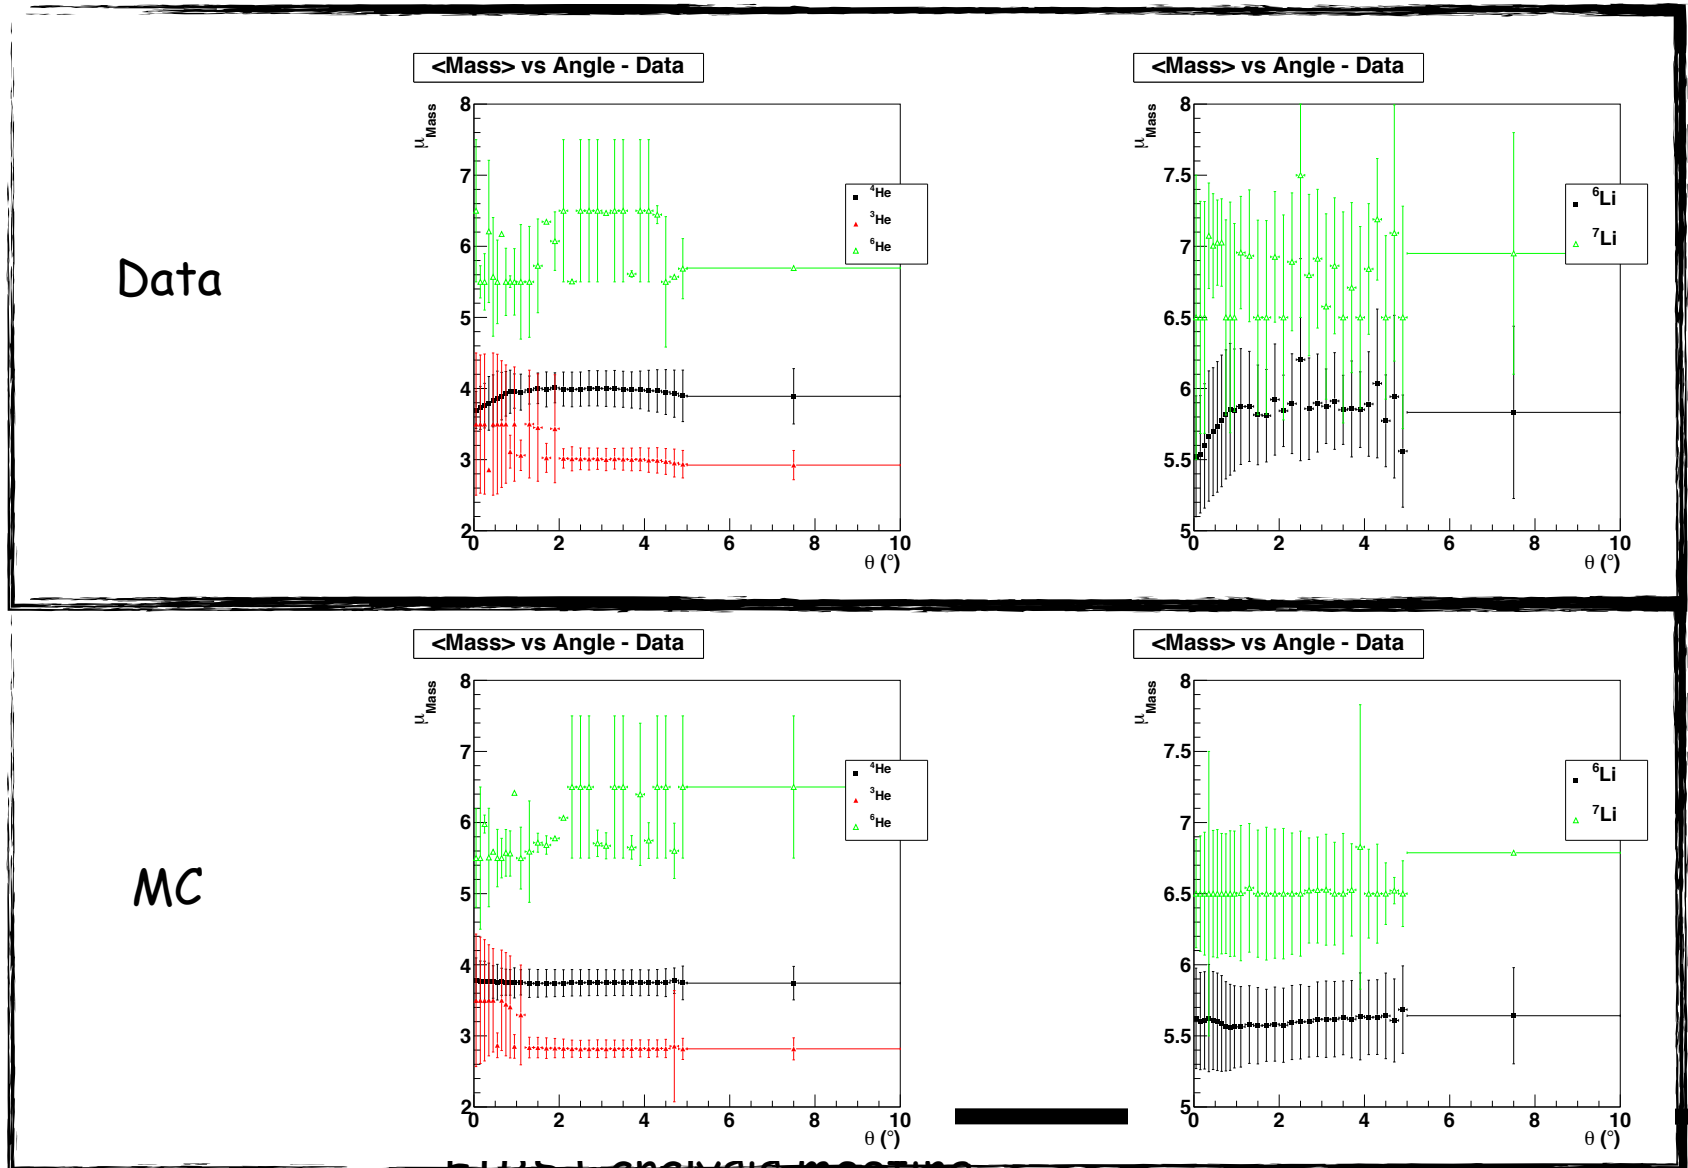 <Mass> vs Angle - Data
<Mass> vs Angle - Data
Data
μMass
8
7
6
5
4
3
2
0 2 4 6 8 10
θ (°)
4He
3He
6He
μMass
8
7.5
7
6.5
6
5.5
5
0 2 4 6 8 10
θ (°)
6Li
7Li
<Mass> vs Angle - Data
<Mass> vs Angle - Data
MC
μMass
8
7
6
5
4
3
2
0 2 4 6 8 10
θ (°)
4He
3He
6He
μMass
8
7.5
7
6.5
6
5.5
5
0 2 4 6 8 10
θ (°)
6Li
7Li
analysis meeting